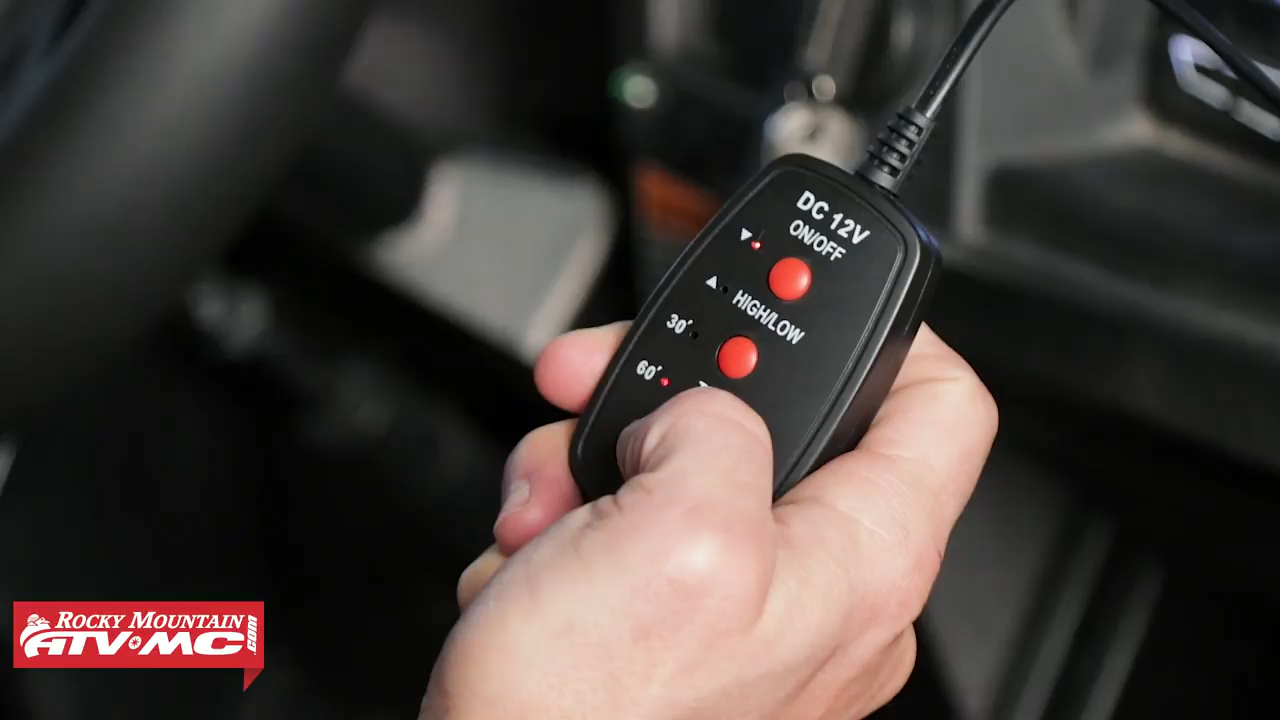 DC 12V
ON/OFF
HIGH/LOW
30′
60′
ROCKY MOUNTAIN
ATV MC
.com